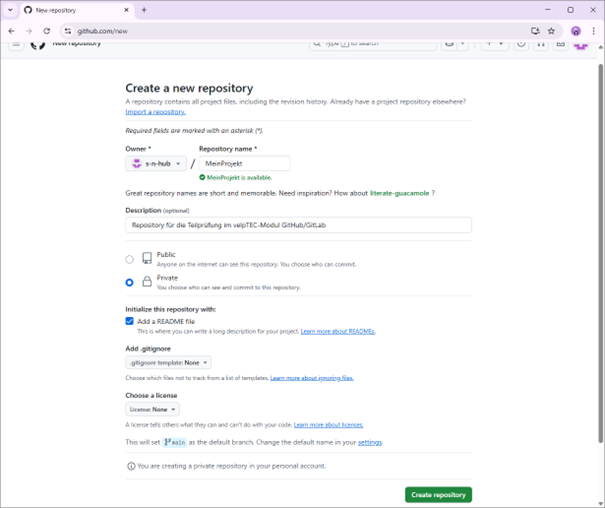 New repository
github.com/new
New repository
Type / to search
Create a new repository
A repository contains all project files, including the revision history. Already have a project repository elsewhere?
Import a repository.
Required fields are marked with an asterisk (*).
Owner * Repository name *
s-n-hub / MeinProjekt
MeinProjekt is available.
Great repository names are short and memorable. Need inspiration? How about literate-guacamole ?
Description (optional)
Repository für die Teilprüfung im velpTEC-Modul GitHub/GitLab
Public
Anyone on the internet can see this repository. You choose who can commit.
Private
You choose who can see and commit to this repository.
Initialize this repository with:
Add a README file
This is where you can write a long description for your project. Learn more about READMEs.
Add .gitignore
.gitignore template: None
Choose which files not to track from a list of templates. Learn more about ignoring files.
Choose a license
License: None
A license tells others what they can and can't do with your code. Learn more about licenses.
This will set main as the default branch. Change the default name in your settings.
You are creating a private repository in your personal account.
Create repository